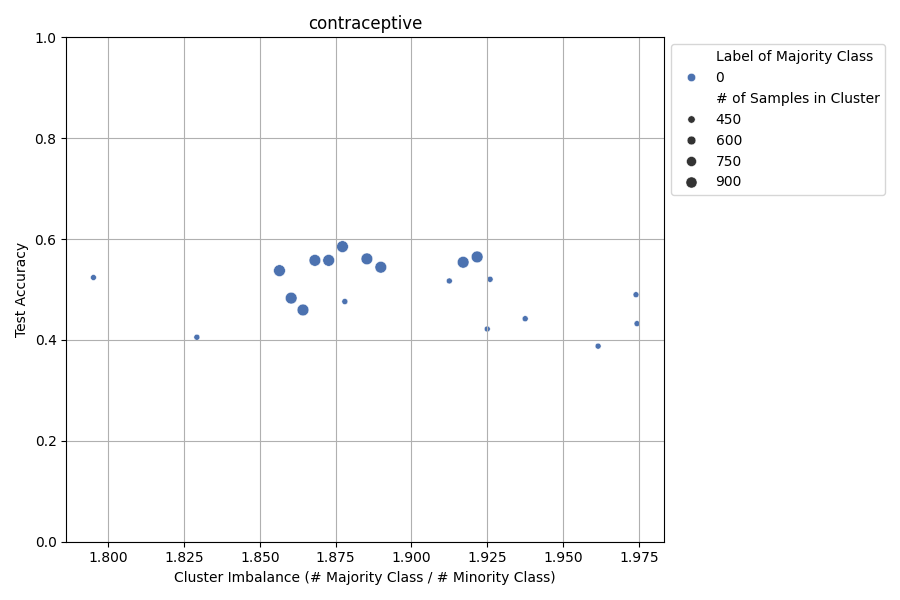 contraceptive
1.0
0.8
0.6
0.4
0.2
0.0
Test Accuracy
1.800 1.825 1.850 1.875 1.900 1.925 1.950 1.975
Cluster Imbalance (# Majority Class / # Minority Class)
Label of Majority Class
0
# of Samples in Cluster
450
600
750
900